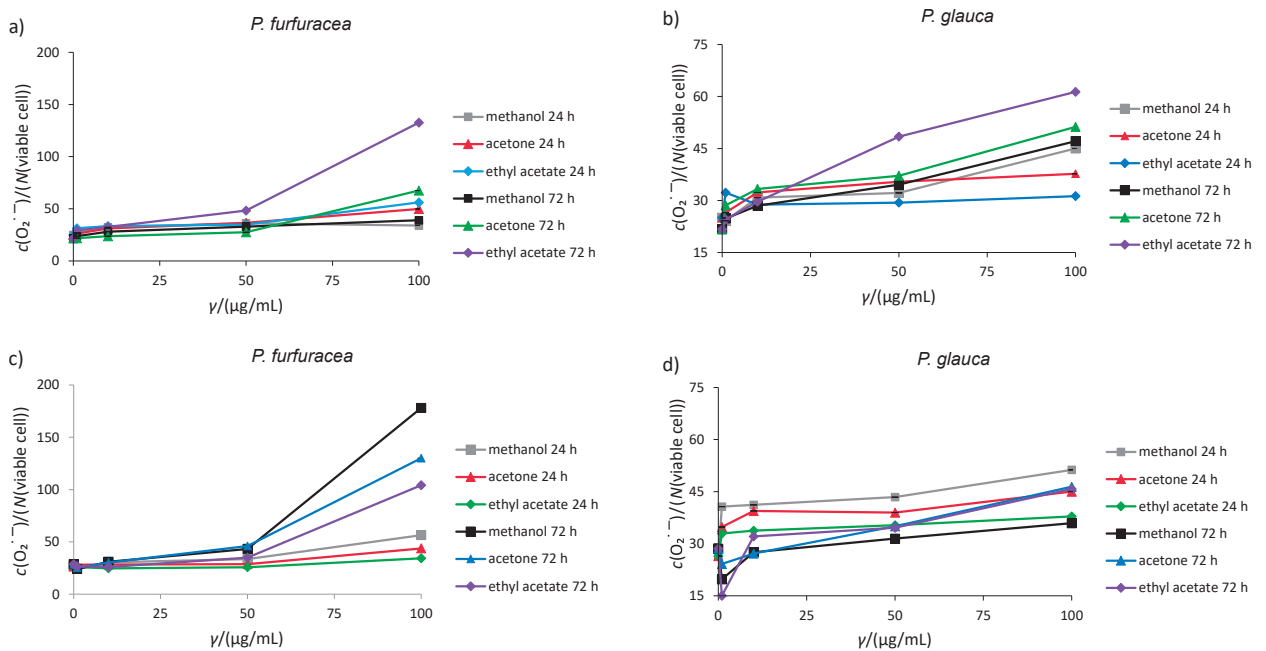 a)
P. furfuracea
200
150
100
50
0
0
25
50
75
100
c(O₂˙⁻)/(N(viable cell))
γ/(µg/mL)
methanol 24 h
acetone 24 h
ethyl acetate 24 h
methanol 72 h
acetone 72 h
ethyl acetate 72 h
b)
P. glauca
75
60
45
30
15
0
25
50
75
100
c(O₂˙⁻)/(N(viable cell))
γ/(µg/mL)
methanol 24 h
acetone 24 h
ethyl acetate 24 h
methanol 72 h
acetone 72 h
ethyl acetate 72 h
c)
P. furfuracea
200
150
100
50
0
0
25
50
75
100
c(O₂˙⁻)/(N(viable cell))
γ/(µg/mL)
methanol 24 h
acetone 24 h
ethyl acetate 24 h
methanol 72 h
acetone 72 h
ethyl acetate 72 h
d)
P. glauca
75
60
45
30
15
0
25
50
75
100
c(O₂˙⁻)/(N(viable cell))
γ/(µg/mL)
methanol 24 h
acetone 24 h
ethyl acetate 24 h
methanol 72 h
acetone 72 h
ethyl acetate 72 h